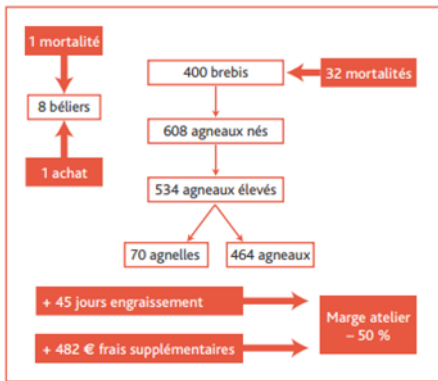 1 mortalité
400 brebis
32 mortalités
8 béliers
608 agneaux nés
1 achat
534 agneaux élevés
70 agnelles
464 agneaux
+ 45 jours engraissement
+ 482 € frais supplémentaires
Marge atelier
– 50 %